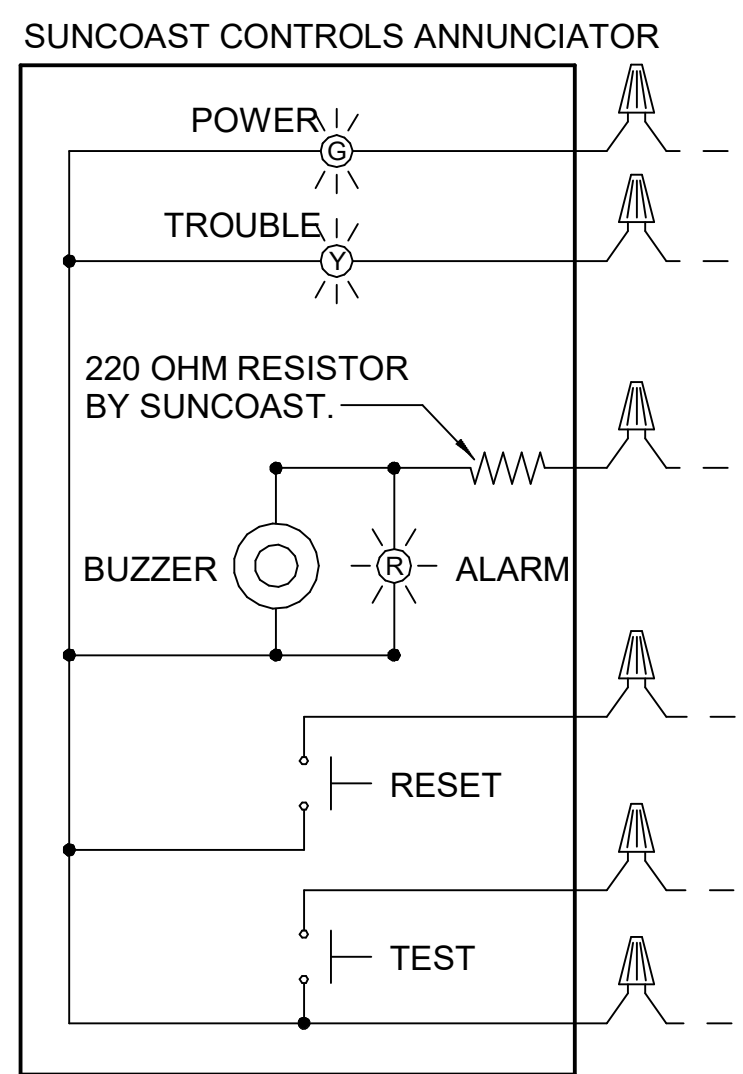 SUNCOAST CONTROLS ANNUNCIATOR
POWER
G
TROUBLE
Y
220 OHM RESISTOR
BY SUNCOAST.
BUZZER
R
ALARM
RESET
TEST